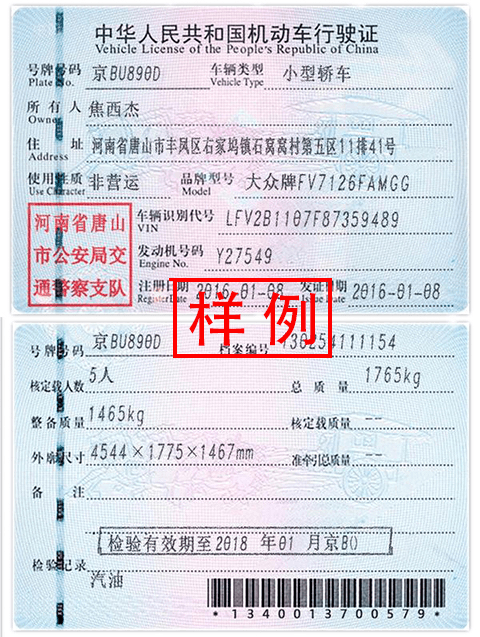 中华人民共和国机动车行驶证
Vehicle License of the People's Republic of China
号牌号码 京BU890D 车辆类型 小型轿车
Plate No. Vehicle Type
所有人 焦西杰
Owner
住址 河南省唐山市丰凤区右家坞镇石窝窝村第五区11排41号
Address
使用性质 非营运 品牌型号 大众牌FV7126FAMGG
Use Character Model
河南省唐山
市公安局交
通警察支队
车辆识别代号 LFV2B1107F87359489
VIN
发动机号码 Y27549
Engine No.
注册日期 2016-01-08 发证日期 2016-01-08
Register Date Issue Date
样例
号牌号码 京BU890D 档案编号 130254111154
核定载人数 5人 总质量 1765kg
整备质量 1465kg 核定载质量 --
外廓尺寸 4544×1775×1467mm 准牵引总质量 --
备注
检验有效期至2018 年01 月京B0
检验记录
汽油
*1340013700579*